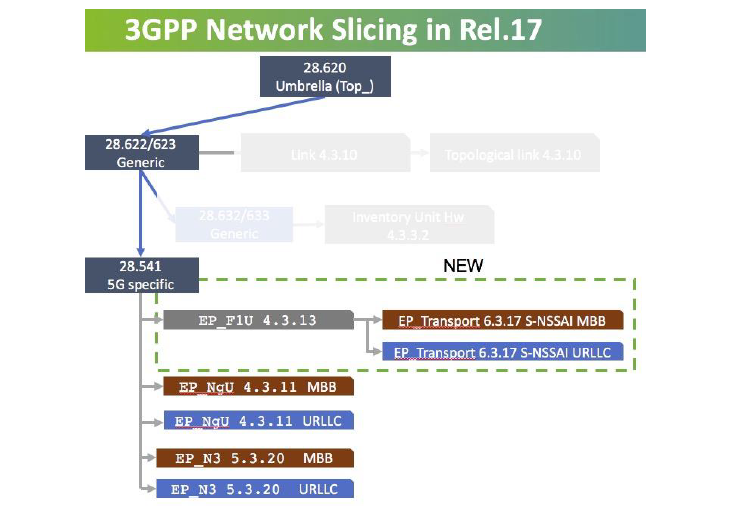 3GPP Network Slicing in Rel.17
28.620
Umbrella (Top_)
28.622/623
Generic
Link 4.3.10
Topological link 4.3.10
28.632/633
Generic
Inventory Unit Hw
4.3.3.2
28.541
5G specific
NEW
EP_F1U 4.3.13
EP_Transport 6.3.17 S-NSSAI MBB
EP_Transport 6.3.17 S-NSSAI URLLC
EP_NgU 4.3.11 MBB
EP_NgU 4.3.11 URLLC
EP_N3 5.3.20 MBB
EP_N3 5.3.20 URLLC